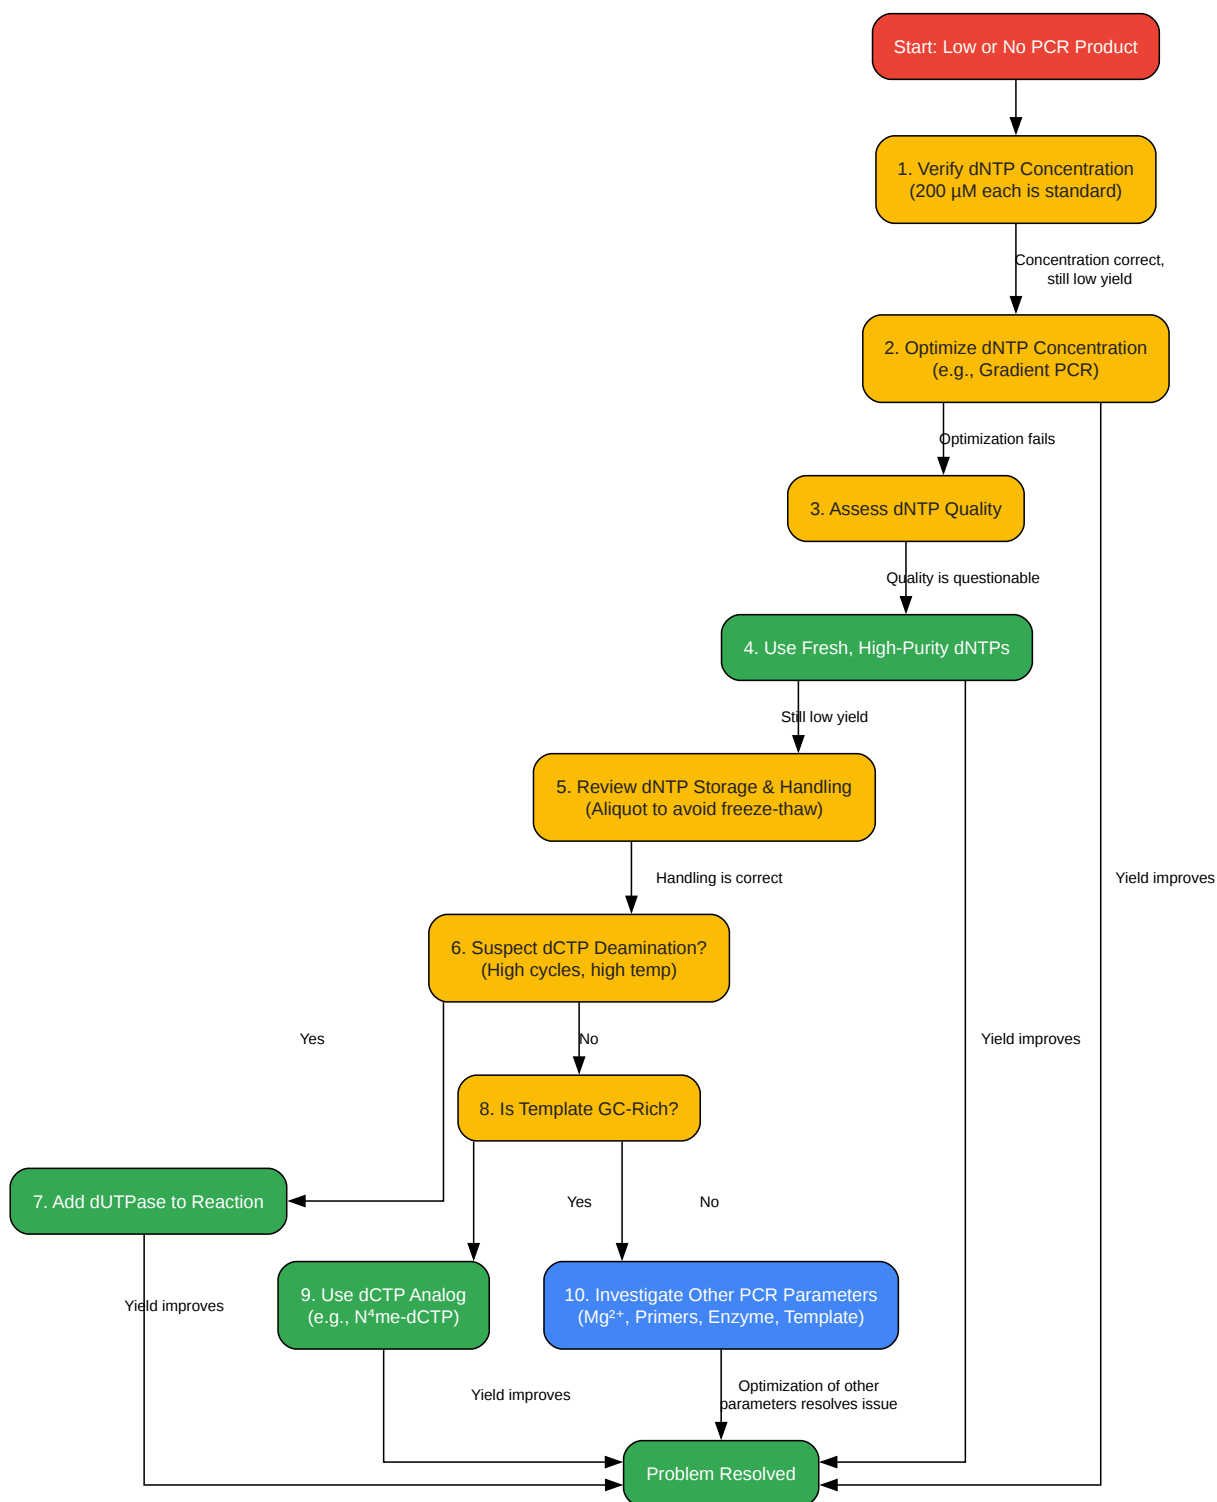 Start: Low or No PCR Product
1. Verify dNTP Concentration
(200 µM each is standard)
Concentration correct,
still low yield
2. Optimize dNTP Concentration
(e.g., Gradient PCR)
Optimization fails
3. Assess dNTP Quality
Quality is questionable
4. Use Fresh, High-Purity dNTPs
Still low yield
5. Review dNTP Storage & Handling
(Aliquot to avoid freeze-thaw)
Handling is correct
Yield improves
6. Suspect dCTP Deamination?
(High cycles, high temp)
Yes
No
Yield improves
8. Is Template GC-Rich?
7. Add dUTPase to Reaction
Yes
No
9. Use dCTP Analog
(e.g., N⁴me-dCTP)
10. Investigate Other PCR Parameters
(Mg²⁺, Primers, Enzyme, Template)
Yield improves
Yield improves
Optimization of other
parameters resolves issue
Problem Resolved